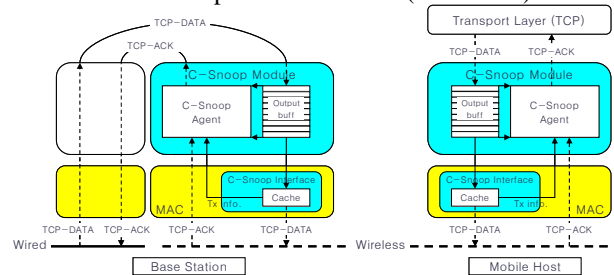 TCP-DATA
TCP-ACK
C-Snoop Module
C-Snoop
Agent
Output
buff
C-Snoop Interface
Cache
Tx info.
MAC
TCP-DATA
TCP-ACK
TCP-ACK
TCP-DATA
Wired
Base Station
Transport Layer (TCP)
TCP-DATA
TCP-ACK
C-Snoop Module
Output
buff
C-Snoop
Agent
C-Snoop Interface
Cache
Tx info.
MAC
TCP-DATA
TCP-ACK
Wireless
Mobile Host